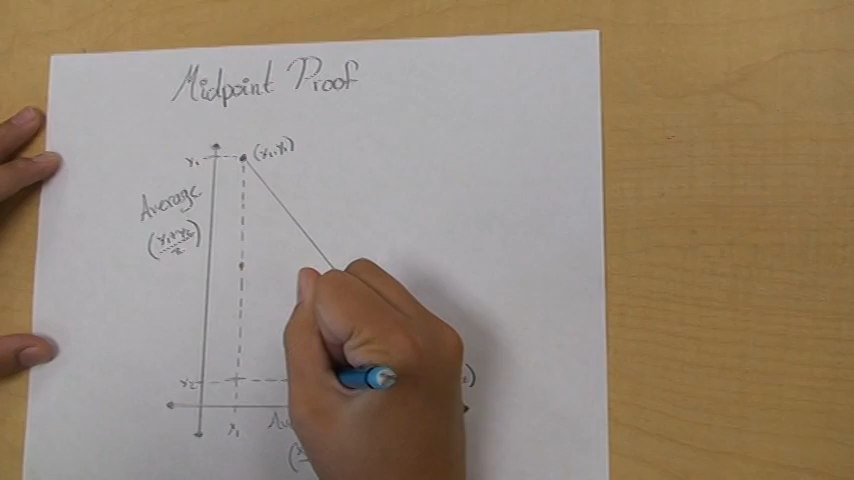 Midpoint Proof
Y₁
(X₁,Y₁)
Average
(Y₁+Y₂)/2
Y₂
X₁